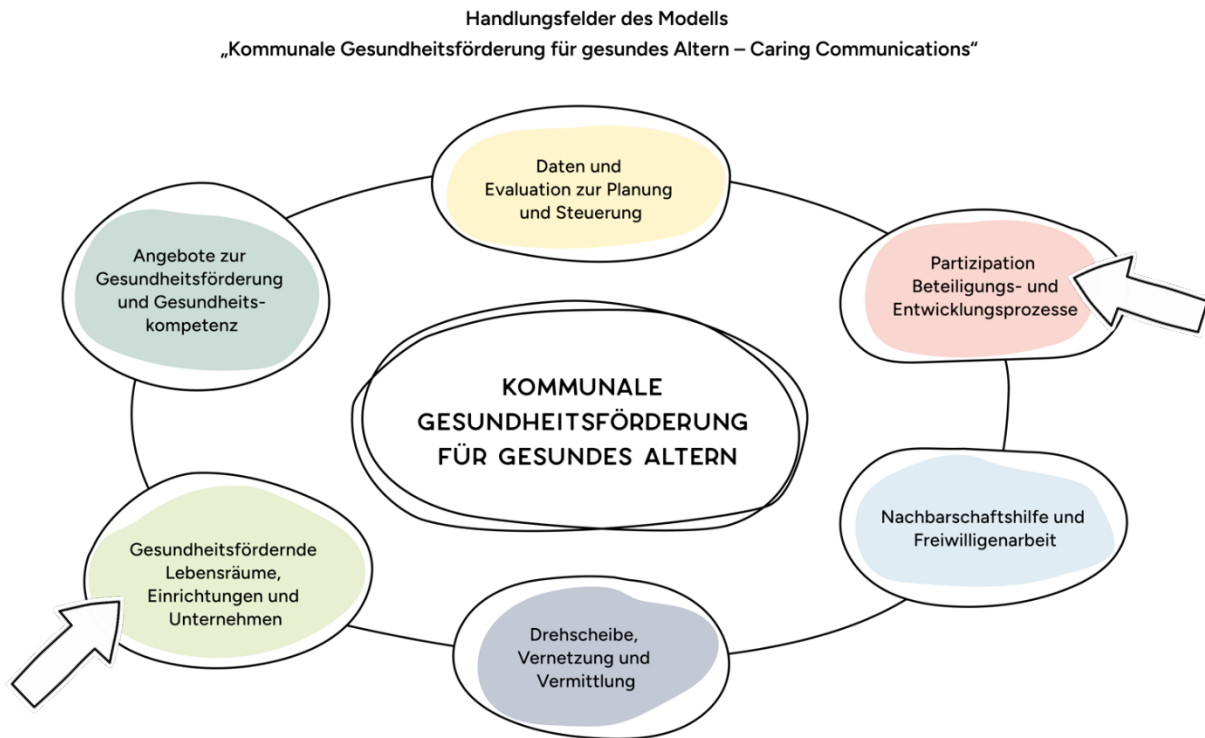 Handlungsfelder des Modells
„Kommunale Gesundheitsförderung für gesundes Altern – Caring Communications“
Daten und
Evaluation zur Planung
und Steuerung
Angebote zur
Gesundheitsförderung
und Gesundheits-
kompetenz
Partizipation
Beteiligungs- und
Entwicklungsprozesse
KOMMUNALE
GESUNDHEITSFÖRDERUNG
FÜR GESUNDES ALTERN
Gesundheitsfördernde
Lebensräume,
Einrichtungen und
Unternehmen
Nachbarschaftshilfe und
Freiwilligenarbeit
Drehscheibe,
Vernetzung und
Vermittlung